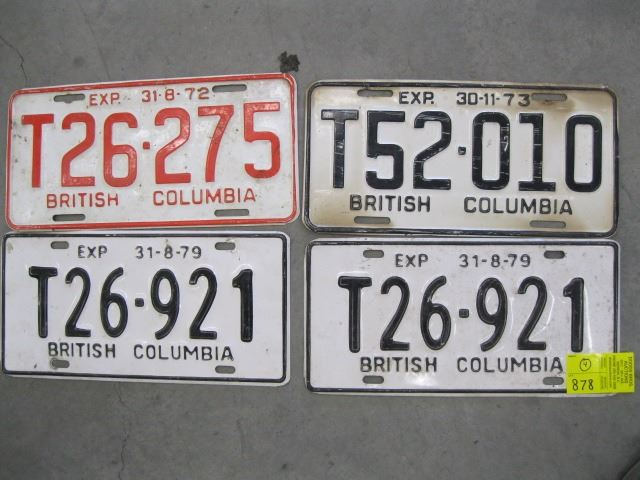 EXP. 31-8-72
T26·275
BRITISH COLUMBIA
EXP. 30-11-73
T52·010
BRITISH COLUMBIA
EXP 31-8-79
T26·921
BRITISH COLUMBIA
EXP 31-8-79
T26·921
BRITISH COLUMBIA
878